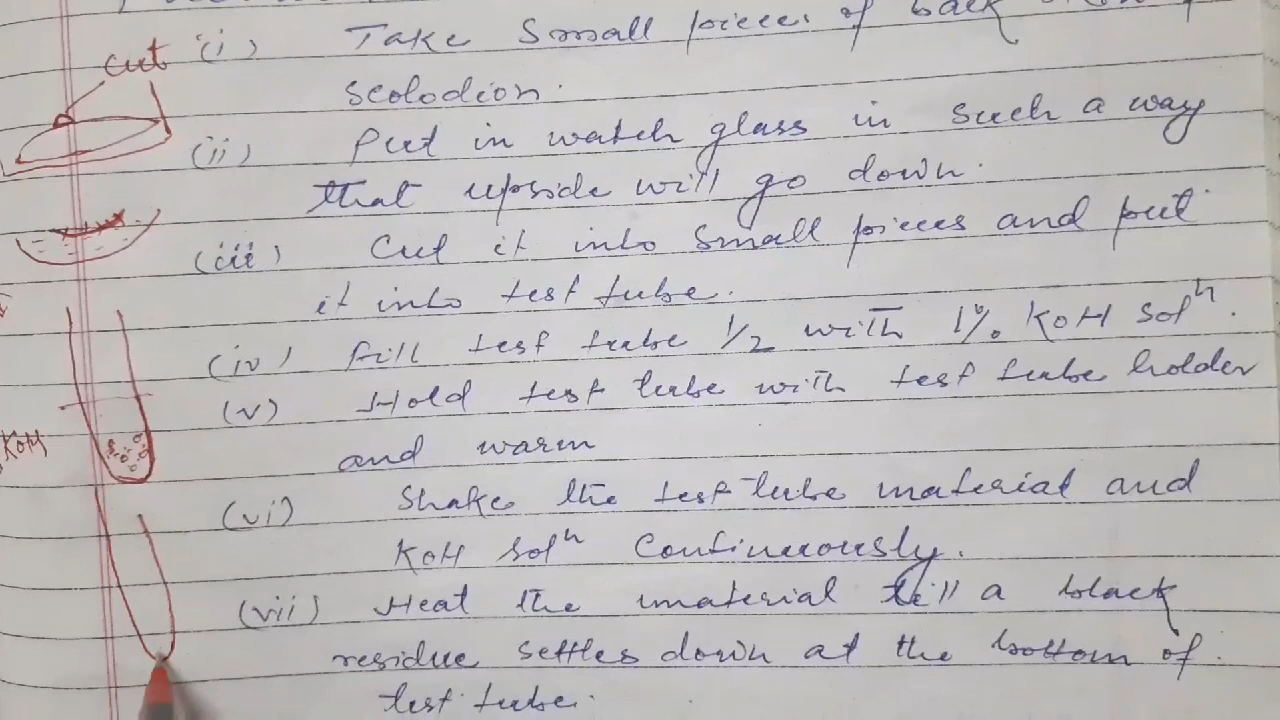 cut (i) Take small pieces of back
scolodion.
(ii) Put in watch glass in such a way
that upside will go down.
(iii) Cut it into small pieces and put
it into test tube.
(iv) fill test tube 1/2 with 1% KOH solⁿ.
(v) Hold test tube with test tube holder
KOH and warm
(vi) Shake the test tube material and
KOH solⁿ Continuously.
(vii) Heat the material till a black
residue settles down at the bottom of
test tube.